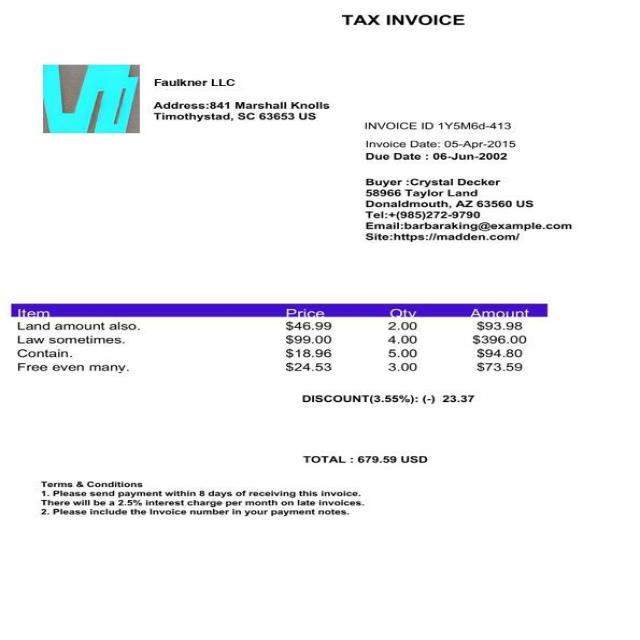 TAX INVOICE
Faulkner LLC
Address:841 Marshall Knolls
Timothystad, SC 63653 US
INVOICE ID 1Y5M6d-413
Invoice Date: 05-Apr-2015
Due Date : 06-Jun-2002
Buyer :Crystal Decker
58966 Taylor Land
Donaldmouth, AZ 63560 US
Tel:+(985)272-9790
Email:barbaraking@example.com
Site:https://madden.com/
Item Price Qty Amount
Land amount also. $46.99 2.00 $93.98
Law sometimes. $99.00 4.00 $396.00
Contain. $18.96 5.00 $94.80
Free even many. $24.53 3.00 $73.59
DISCOUNT(3.55%): (-) 23.37
TOTAL : 679.59 USD
Terms & Conditions
1. Please send payment within 8 days of receiving this invoice.
There will be a 2.5% interest charge per month on late invoices.
2. Please include the Invoice number in your payment notes.